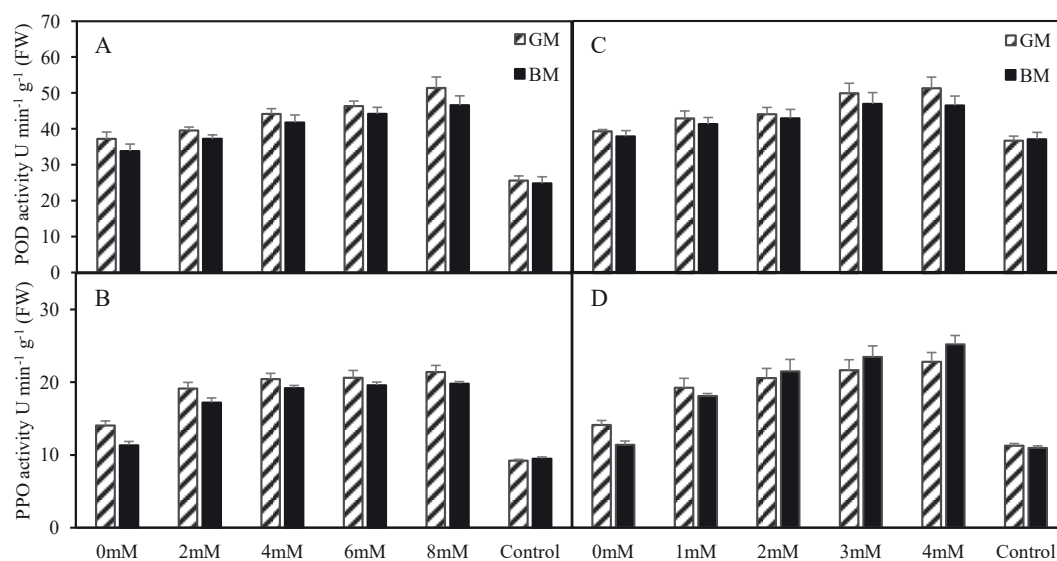 POD activity U min⁻¹ g⁻¹ (FW)
70
60
50
40
30
20
10
0
A
GM
BM
C
GM
BM
PPO activity U min⁻¹ g⁻¹ (FW)
30
20
10
0
B
D
0mM 2mM 4mM 6mM 8mM Control 0mM 1mM 2mM 3mM 4mM Control